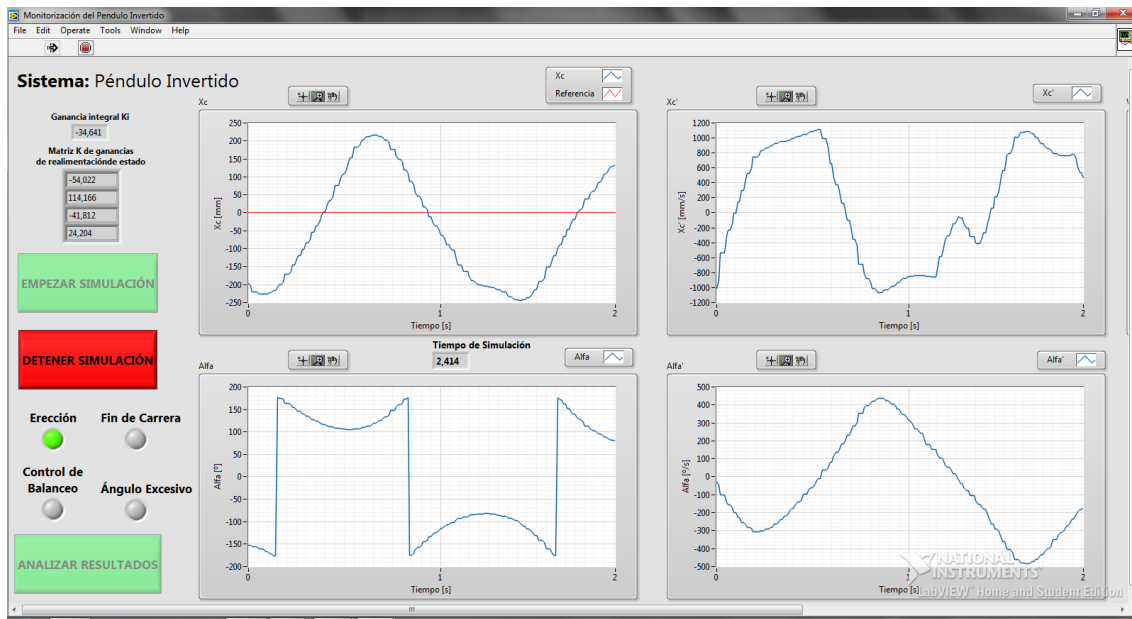 Monitorización del Pendulo Invertido
File Edit Operate Tools Window Help
Sistema: Péndulo Invertido
Ganancia integral Ki
-34,641
Matriz K de ganancias
de realimentaciónde estado
-54,022
114,166
-41,812
24,204
EMPEZAR SIMULACIÓN
DETENER SIMULACIÓN
Erección
Fin de Carrera
Control de
Balanceo
Ángulo Excesivo
ANALIZAR RESULTADOS
Xc
Xc
Referencia
Xc [mm]
250
200
150
100
50
0
-50
-100
-150
-200
-250
0 1 2
Tiempo [s]
Xc'
Xc'
Xc' [mm/s]
1200
1000
800
600
400
200
0
-200
-400
-600
-800
-1000
-1200
0 1 2
Tiempo [s]
Tiempo de Simulación
2,414
Alfa
Alfa
Alfa [º]
200
150
100
50
0
-50
-100
-150
-200
0 1 2
Tiempo [s]
Alfa'
Alfa'
Alfa [º/s]
500
400
300
200
100
0
-100
-200
-300
-400
-500
0 1 2
Tiempo [s]
NATIONAL
INSTRUMENTS
LabVIEW™ Home and Student Edition